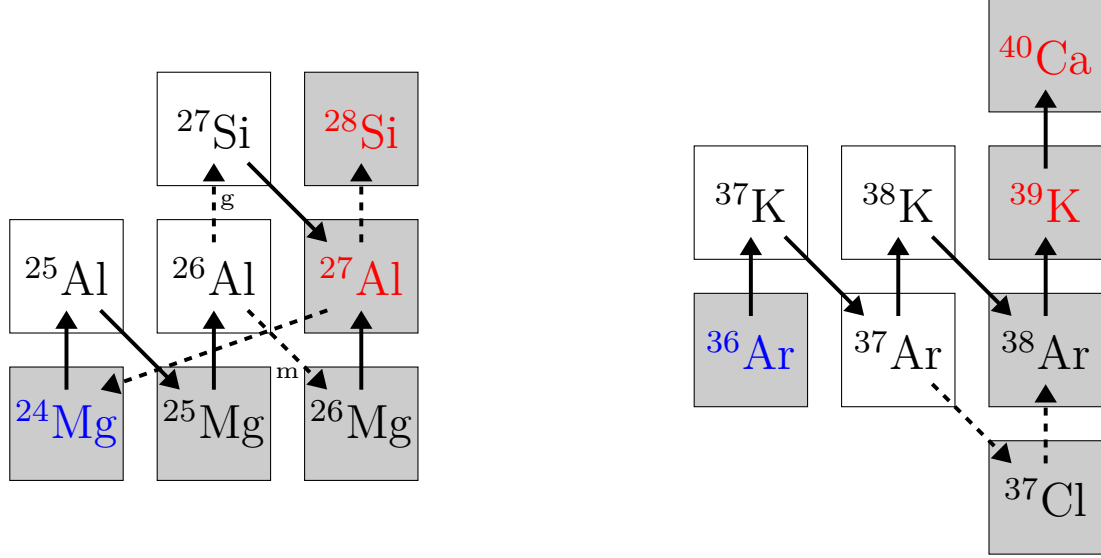 ²⁷Si ²⁸Si
g
²⁵Al ²⁶Al ²⁷Al
m
²⁴Mg ²⁵Mg ²⁶Mg
⁴⁰Ca
³⁷K ³⁸K ³⁹K
³⁶Ar ³⁷Ar ³⁸Ar
³⁷Cl